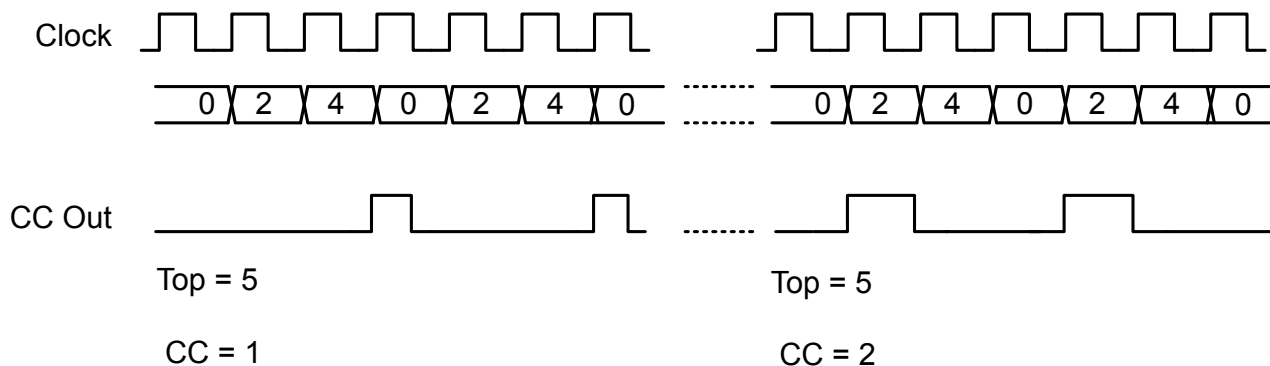 Clock
0 2 4 0 2 4 0 0 2 4 0 2 4 0
CC Out
Top = 5 Top = 5
CC = 1 CC = 2